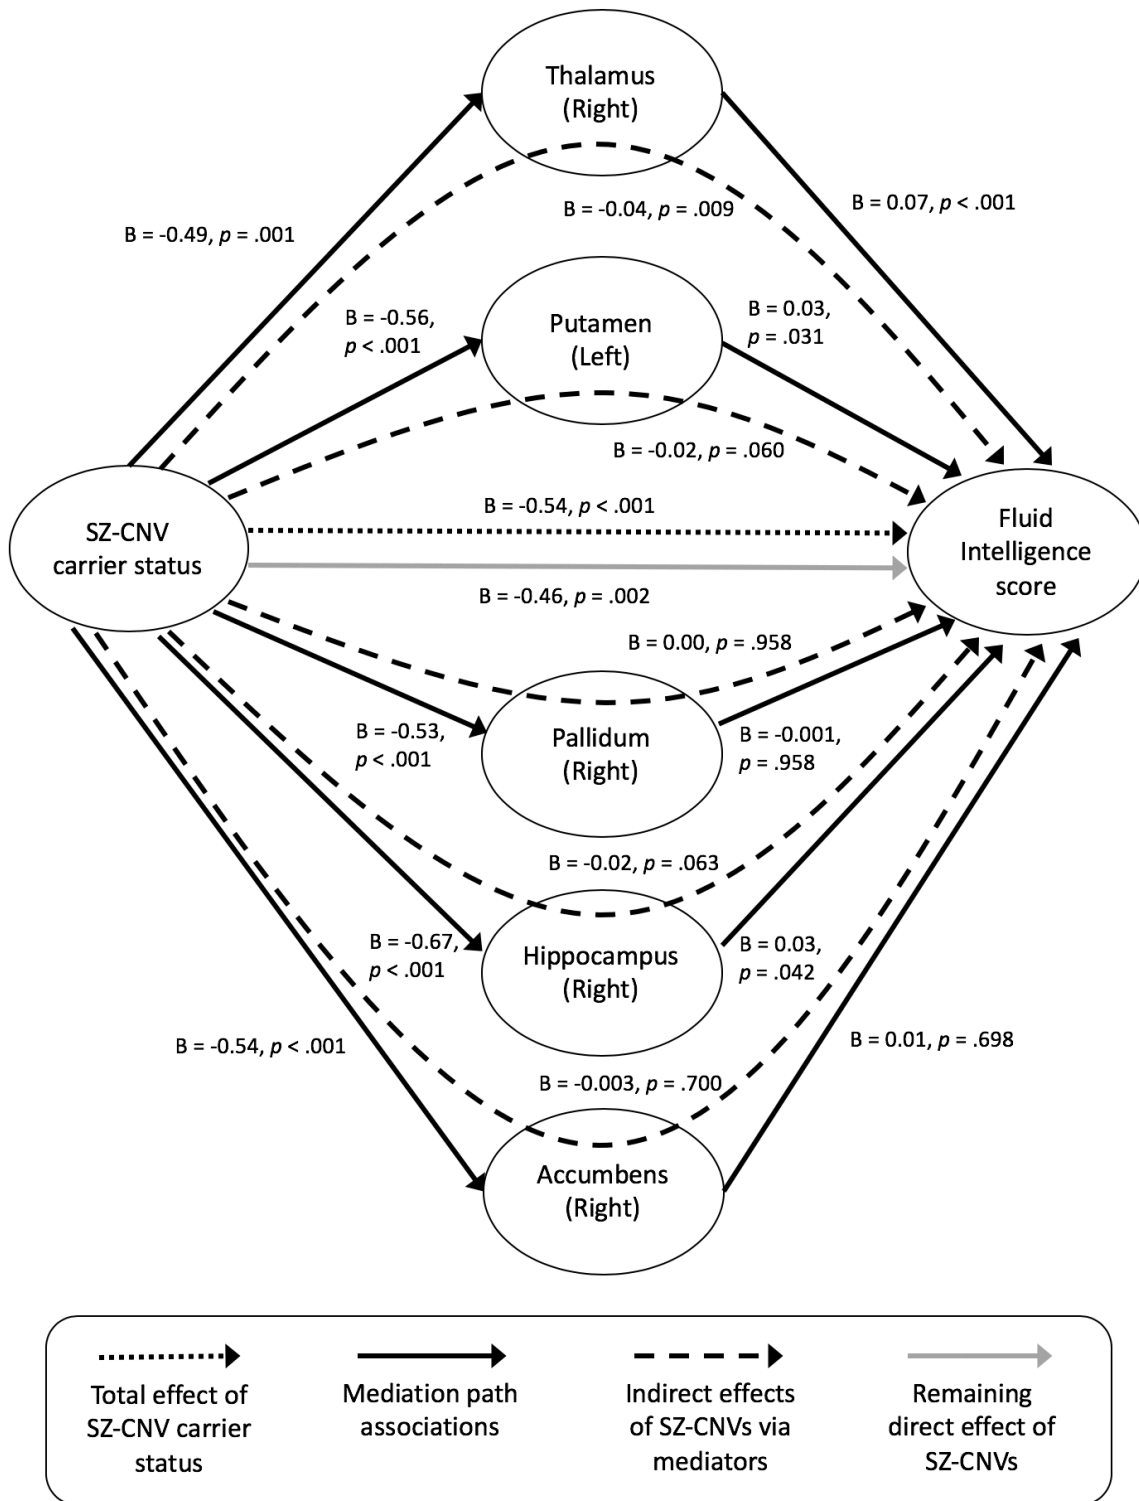 Thalamus
(Right)
B = -0.04, p = .009
B = 0.07, p < .001
B = -0.49, p = .001
B = -0.56,
p < .001
Putamen
(Left)
B = 0.03,
p = .031
B = -0.02, p = .060
SZ-CNV
carrier status
B = -0.54, p < .001
B = -0.46, p = .002
Fluid
Intelligence
score
B = 0.00, p = .958
B = -0.53,
p < .001
Pallidum
(Right)
B = -0.001,
p = .958
B = -0.02, p = .063
B = -0.67,
p < .001
Hippocampus
(Right)
B = 0.03,
p = .042
B = -0.54, p < .001
B = 0.01, p = .698
B = -0.003, p = .700
Accumbens
(Right)
Total effect of
SZ-CNV carrier
status
Mediation path
associations
Indirect effects
of SZ-CNVs via
mediators
Remaining
direct effect of
SZ-CNVs